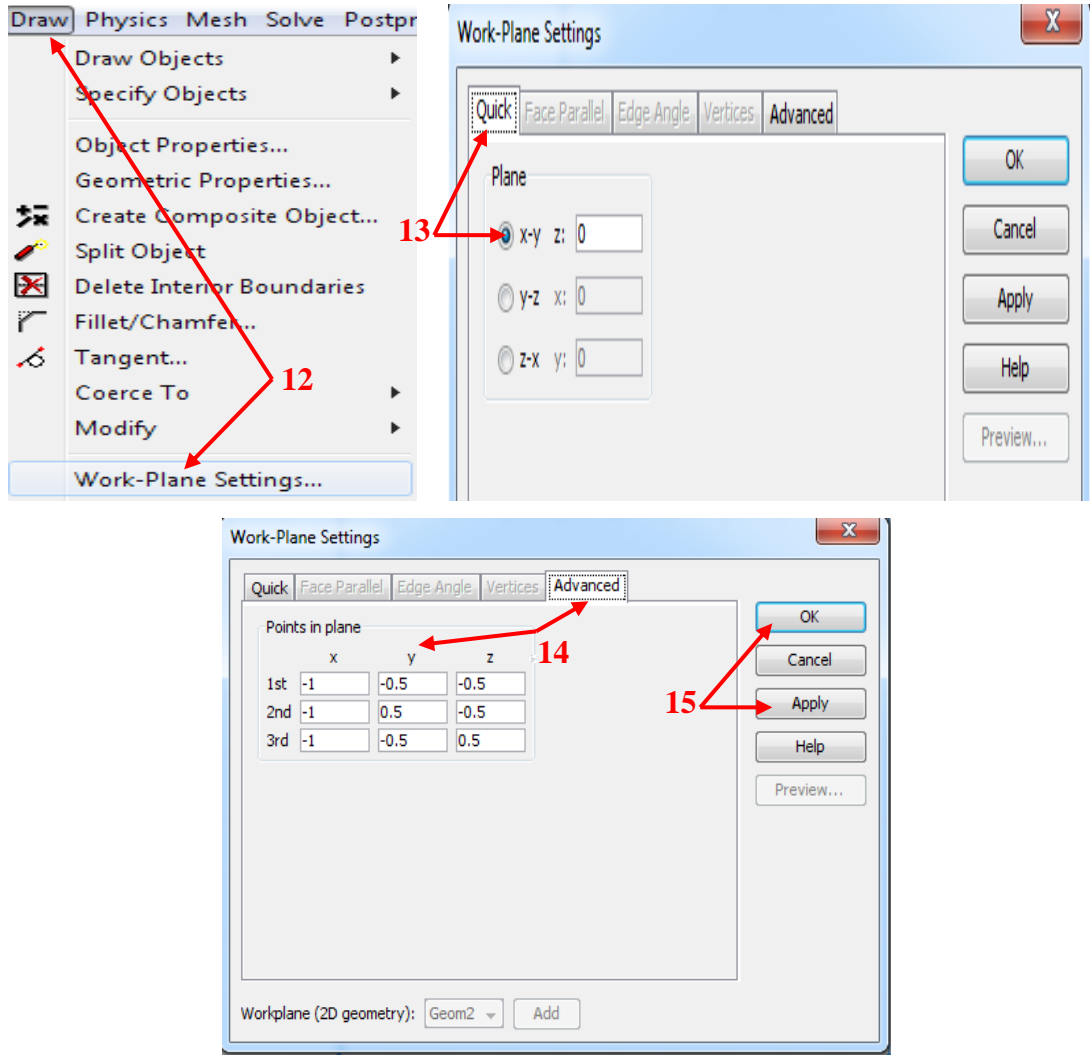 Draw Physics Mesh Solve Postpr
Draw Objects
Specify Objects
Object Properties...
Geometric Properties...
Create Composite Object...
Split Object
Delete Interior Boundaries
Fillet/Chamfer...
Tangent...
Coerce To
Modify
Work-Plane Settings...
12
Work-Plane Settings
Quick Face Parallel Edge Angle Vertices Advanced
Plane
x-y z: 0
y-z x: 0
z-x y: 0
13
OK
Cancel
Apply
Help
Preview...
Work-Plane Settings
Quick Face Parallel Edge Angle Vertices Advanced
Points in plane
x y z
1st -1 -0.5 -0.5
2nd -1 0.5 -0.5
3rd -1 -0.5 0.5
14
15
OK
Cancel
Apply
Help
Preview...
Workplane (2D geometry): Geom2 Add